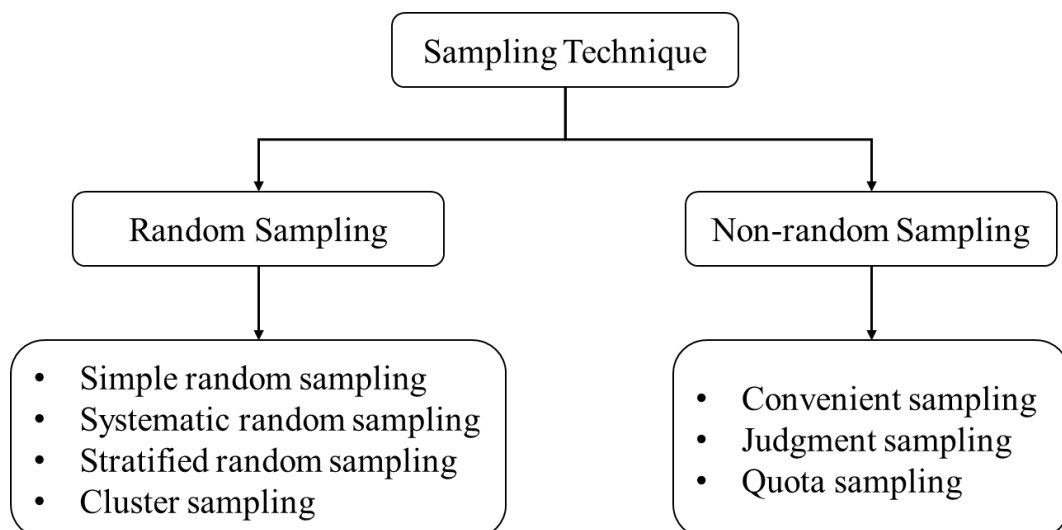 Sampling Technique
Random Sampling
Non-random Sampling
• Simple random sampling
• Systematic random sampling
• Stratified random sampling
• Cluster sampling
• Convenient sampling
• Judgment sampling
• Quota sampling